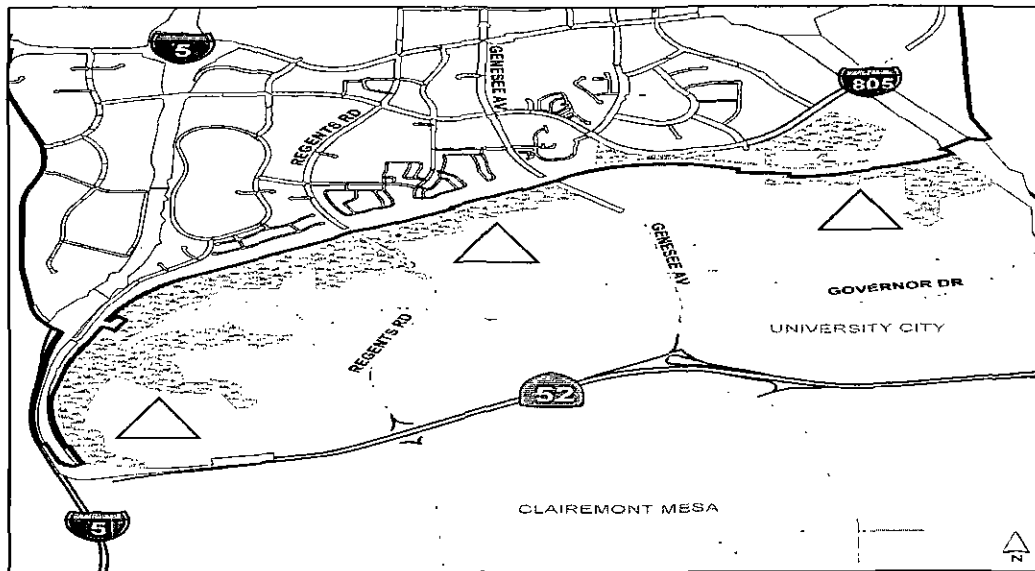 5
GENESEE AV
805
REGENTS RD
GENESEE AV
GOVERNOR DR
UNIVERSITY CITY
REGENTS RD
52
CLAIREMONT MESA
5
N